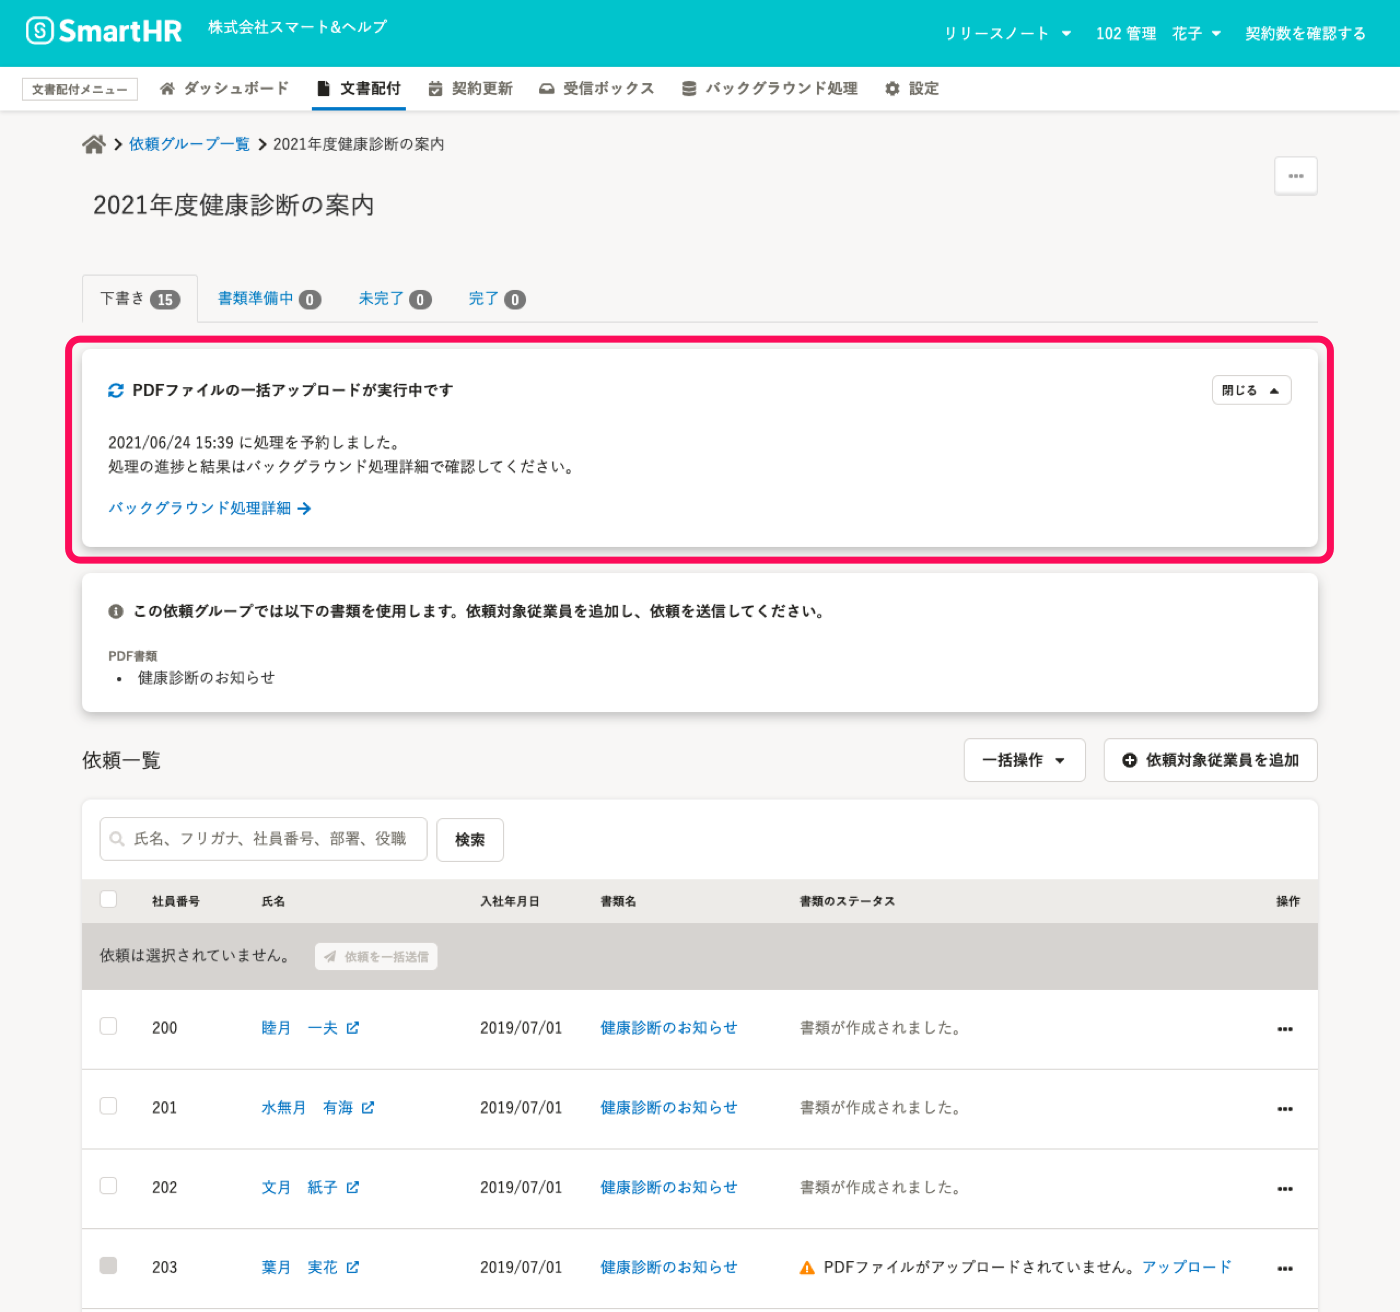 SmartHR 株式会社スマート&ヘルプ リリースノート 102 管理 花子 契約数を確認する
文書配付メニュー ダッシュボード 文書配付 契約更新 受信ボックス バックグラウンド処理 設定
依頼グループ一覧 2021年度健康診断の案内
2021年度健康診断の案内
下書き 15 書類準備中 0 未完了 0 完了 0
PDFファイルの一括アップロードが実行中です 閉じる
2021/06/24 15:39 に処理を予約しました。
処理の進捗と結果はバックグラウンド処理詳細で確認してください。
バックグラウンド処理詳細
この依頼グループでは以下の書類を使用します。依頼対象従業員を追加し、依頼を送信してください。
PDF書類
• 健康診断のお知らせ
依頼一覧 一括操作 依頼対象従業員を追加
氏名、フリガナ、社員番号、部署、役職 検索
社員番号 氏名 入社年月日 書類名 書類のステータス 操作
依頼は選択されていません。 依頼を一括送信
200 睦月　一夫 2019/07/01 健康診断のお知らせ 書類が作成されました。
201 水無月　有海 2019/07/01 健康診断のお知らせ 書類が作成されました。
202 文月　紙子 2019/07/01 健康診断のお知らせ 書類が作成されました。
203 葉月　実花 2019/07/01 健康診断のお知らせ PDFファイルがアップロードされていません。アップロード